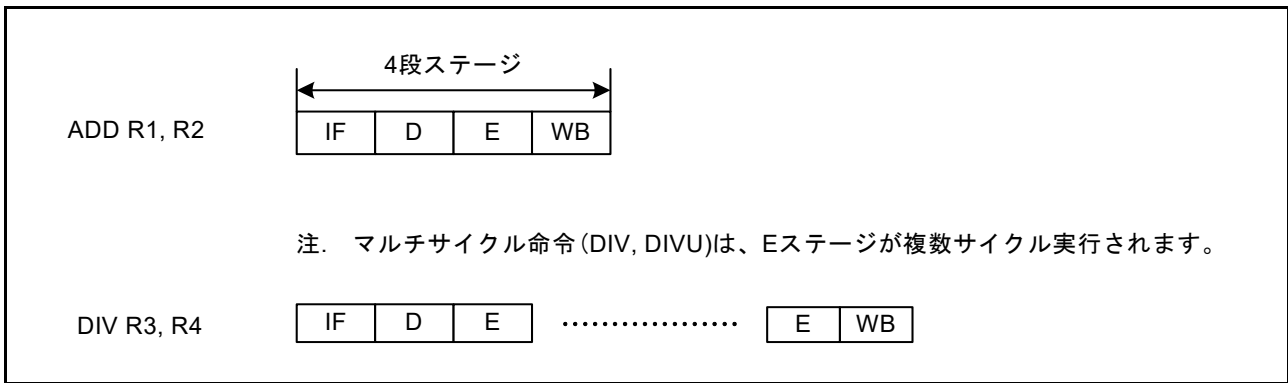 4段ステージ
ADD R1, R2 IF D E WB
注. マルチサイクル命令(DIV, DIVU)は、Eステージが複数サイクル実行されます。
DIV R3, R4 IF D E ・・・・・・・・・・・・・・・・・・ E WB